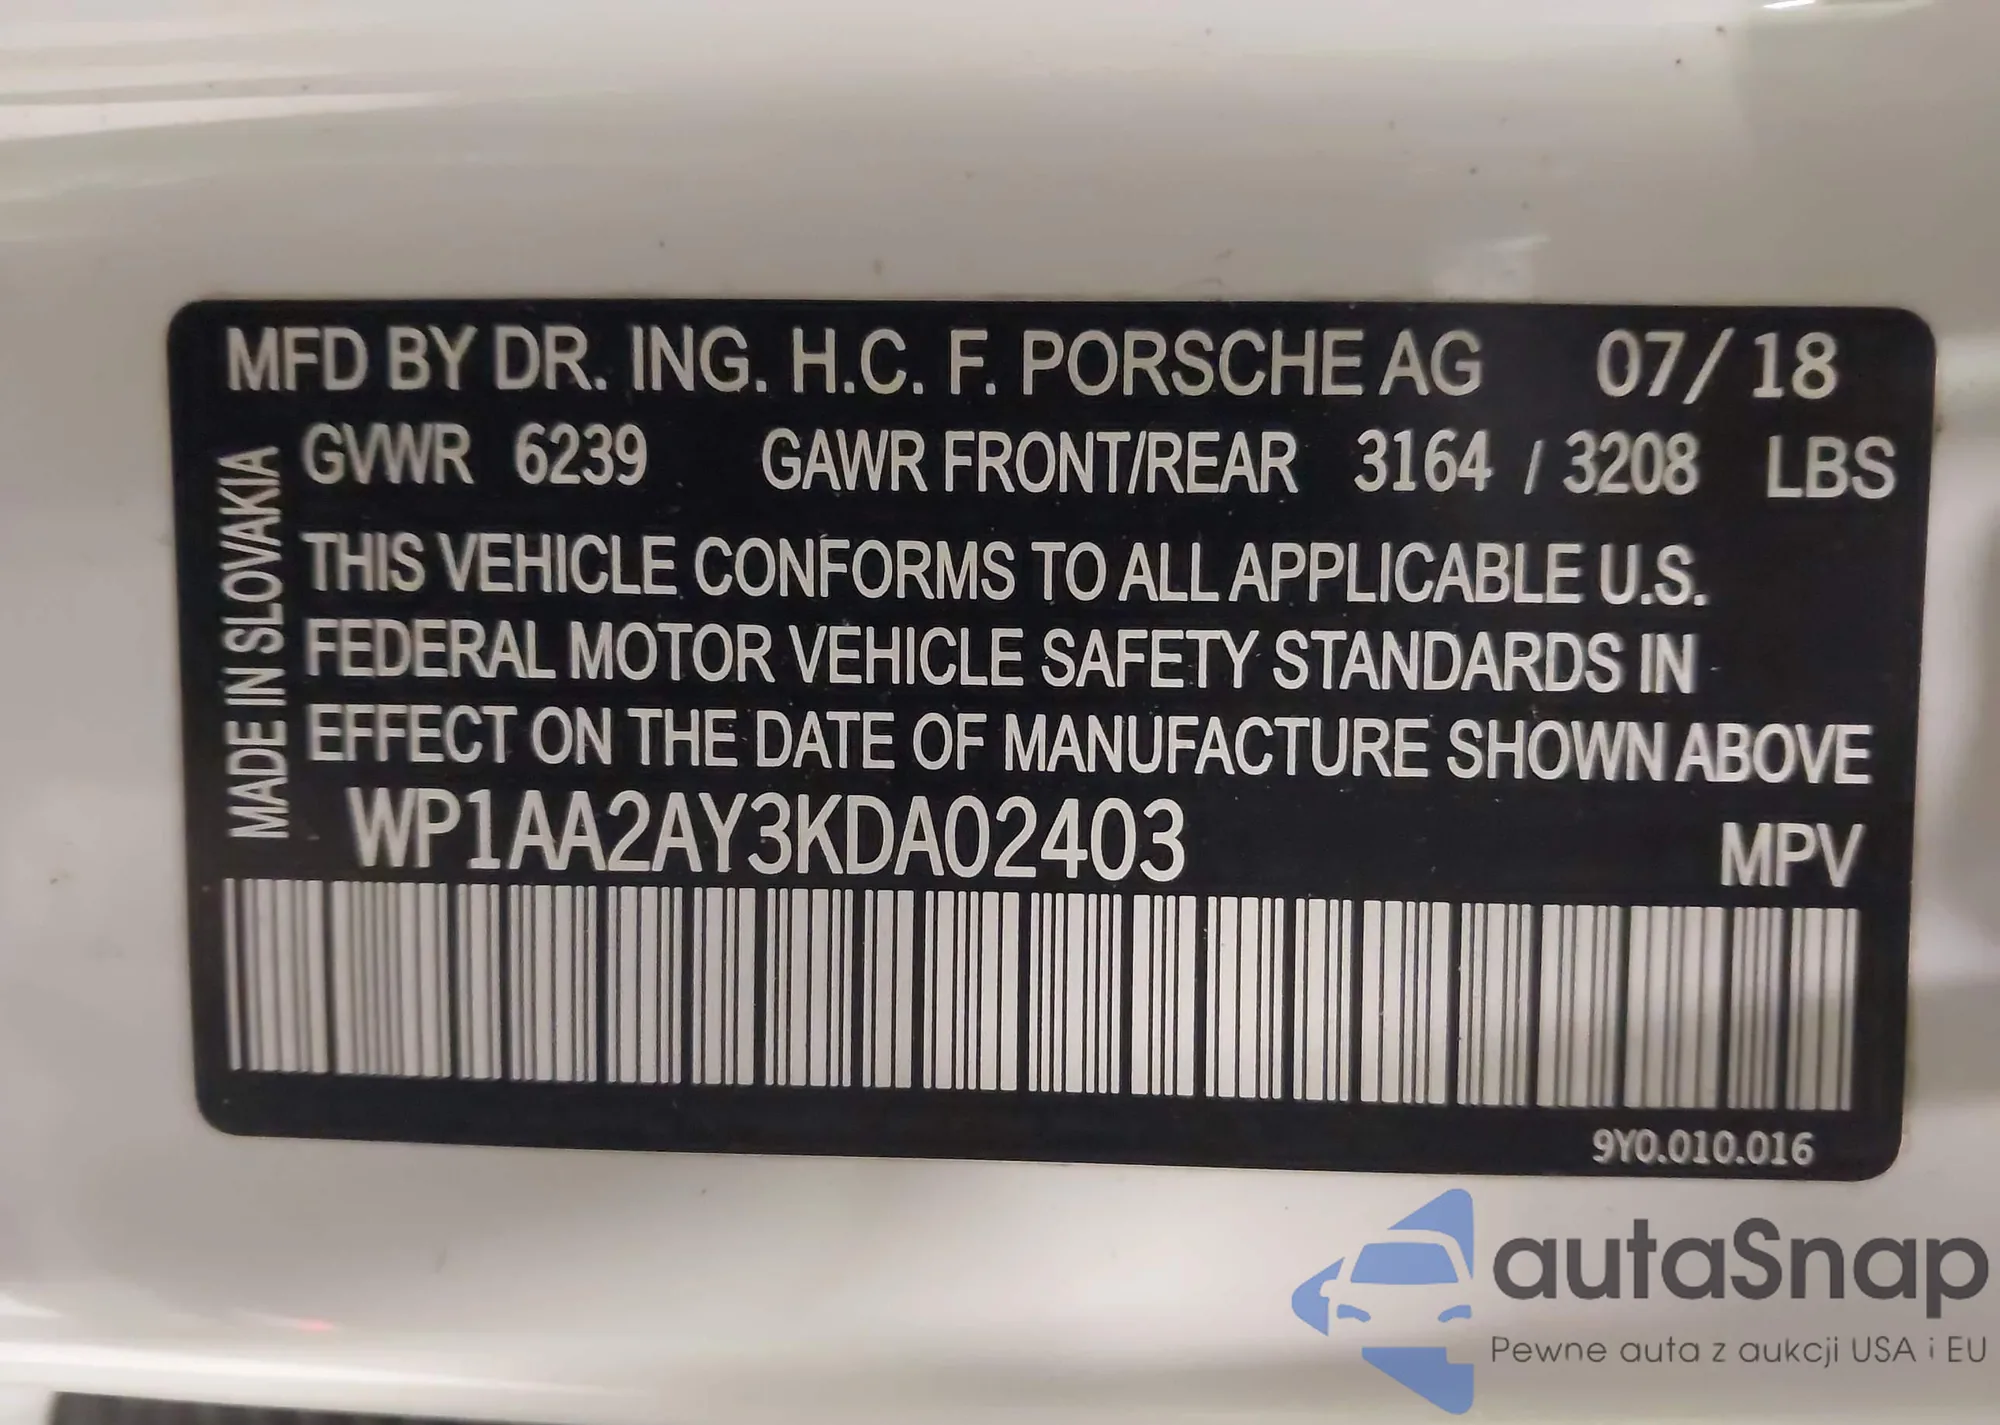 MFD BY DR. ING. H.C. F. PORSCHE AG 07/18
GVWR 6239 GAWR FRONT/REAR 3164 / 3208 LBS
MADE IN SLOVAKIA
THIS VEHICLE CONFORMS TO ALL APPLICABLE U.S.
FEDERAL MOTOR VEHICLE SAFETY STANDARDS IN
EFFECT ON THE DATE OF MANUFACTURE SHOWN ABOVE
WP1AA2AY3KDA02403 MPV
9Y0.010.016
autaSnap
Pewne auta z aukcji USA i EU